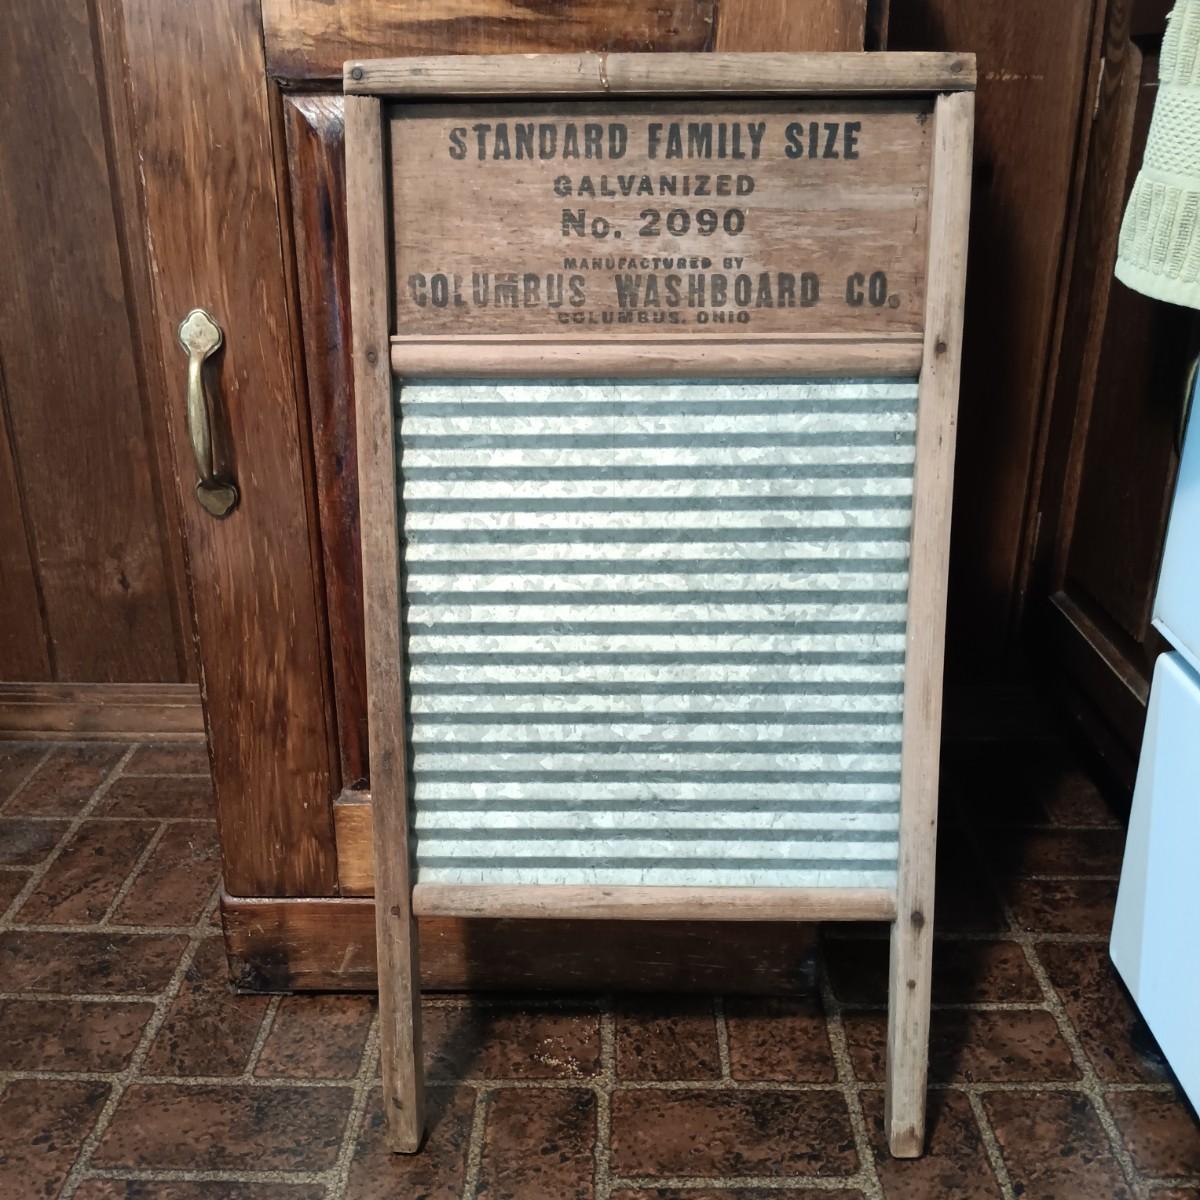 STANDARD FAMILY SIZE
GALVANIZED
No. 2090
MANUFACTURED BY
COLUMBUS WASHBOARD CO.
COLUMBUS, OHIO